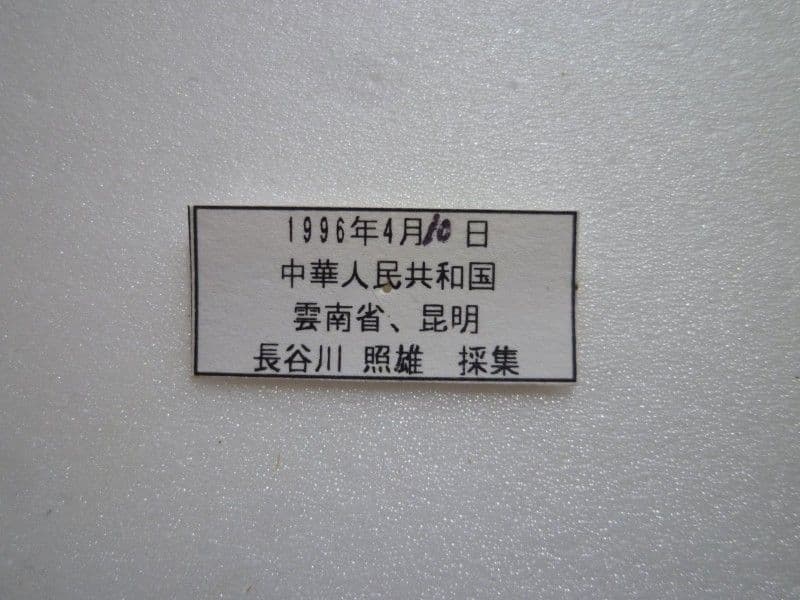 1996年4月10日
中華人民共和国
雲南省、昆明
長谷川 照雄 採集